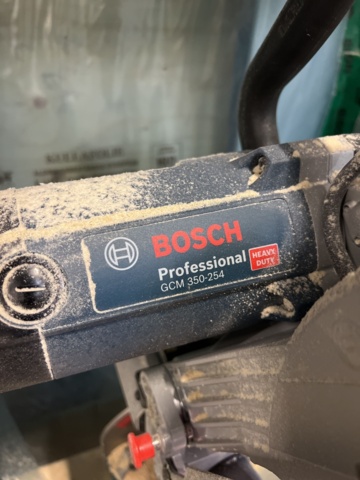 BOSCH
Professional
HEAVY
DUTY
GCM 350-254